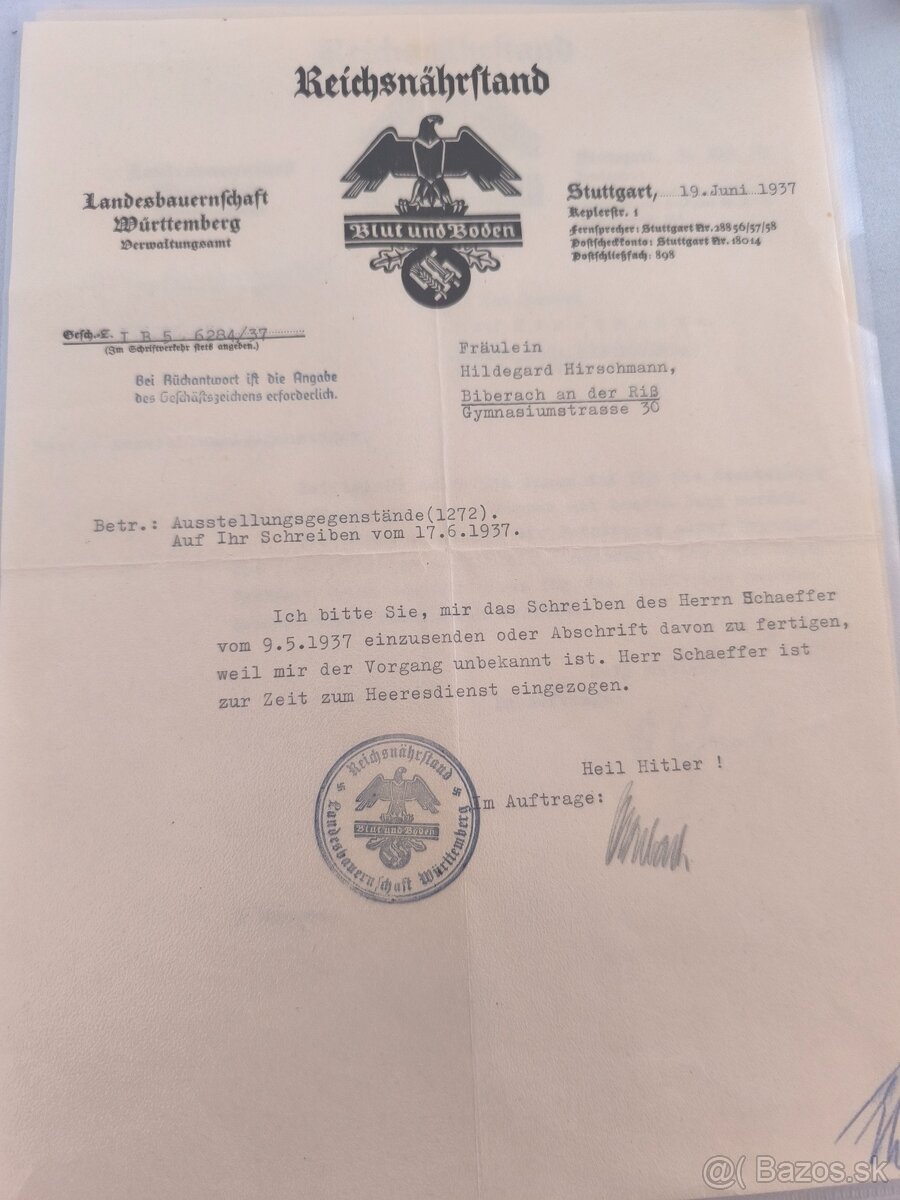 Reichsnährstand
Landesbauernschaft
Württemberg
Verwaltungsamt
Blut und Boden
Stuttgart, 19. Juni 1937
Keplerstr. 1
Fernsprecher: Stuttgart Nr. 288 56/57/58
Postscheckkonto: Stuttgart Nr. 18014
Postschließfach: 898
Gesch.-Z. I B 5 . 6284/37
(Im Schriftverkehr stets angeben.)
Bei Rückantwort ist die Angabe
des Geschäftszeichens erforderlich.
Fräulein
Hildegard Hirschmann,
Biberach an der Riß
Gymnasiumstrasse 30
Betr.: Ausstellungsgegenstände(1272).
Auf Ihr Schreiben vom 17.6.1937.
Ich bitte Sie, mir das Schreiben des Herrn Schaeffer
vom 9.5.1937 einzusenden oder Abschrift davon zu fertigen,
weil mir der Vorgang unbekannt ist. Herr Schaeffer ist
zur Zeit zum Heeresdienst eingezogen.
Heil Hitler !
Im Auftrage:
Reichsnährstand
Blut und Boden
Landesbauernschaft Württemberg
@( Bazos.sk